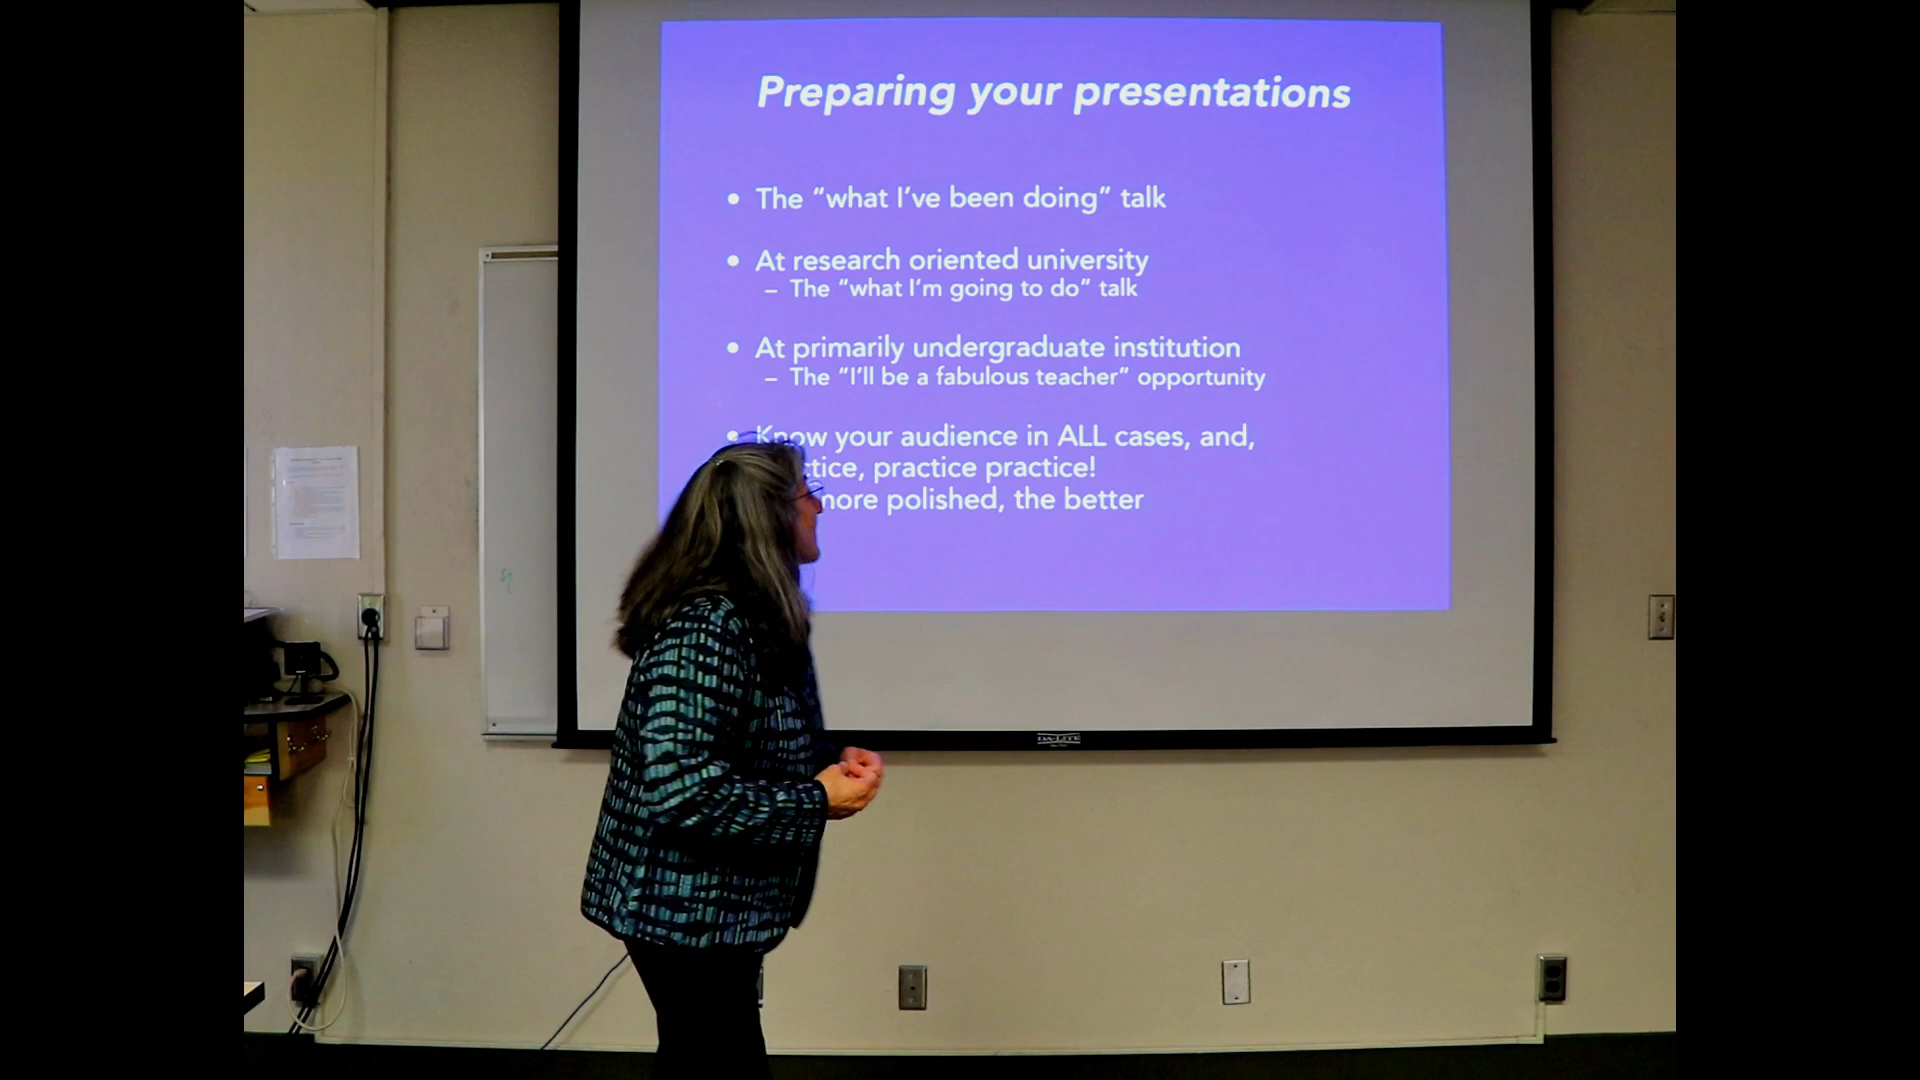 Preparing your presentations
• The “what I’ve been doing” talk
• At research oriented university
– The “what I’m going to do” talk
• At primarily undergraduate institution
– The “I’ll be a fabulous teacher” opportunity
• Know your audience in ALL cases, and,
practice practice!
polished, the better
DA-LITE